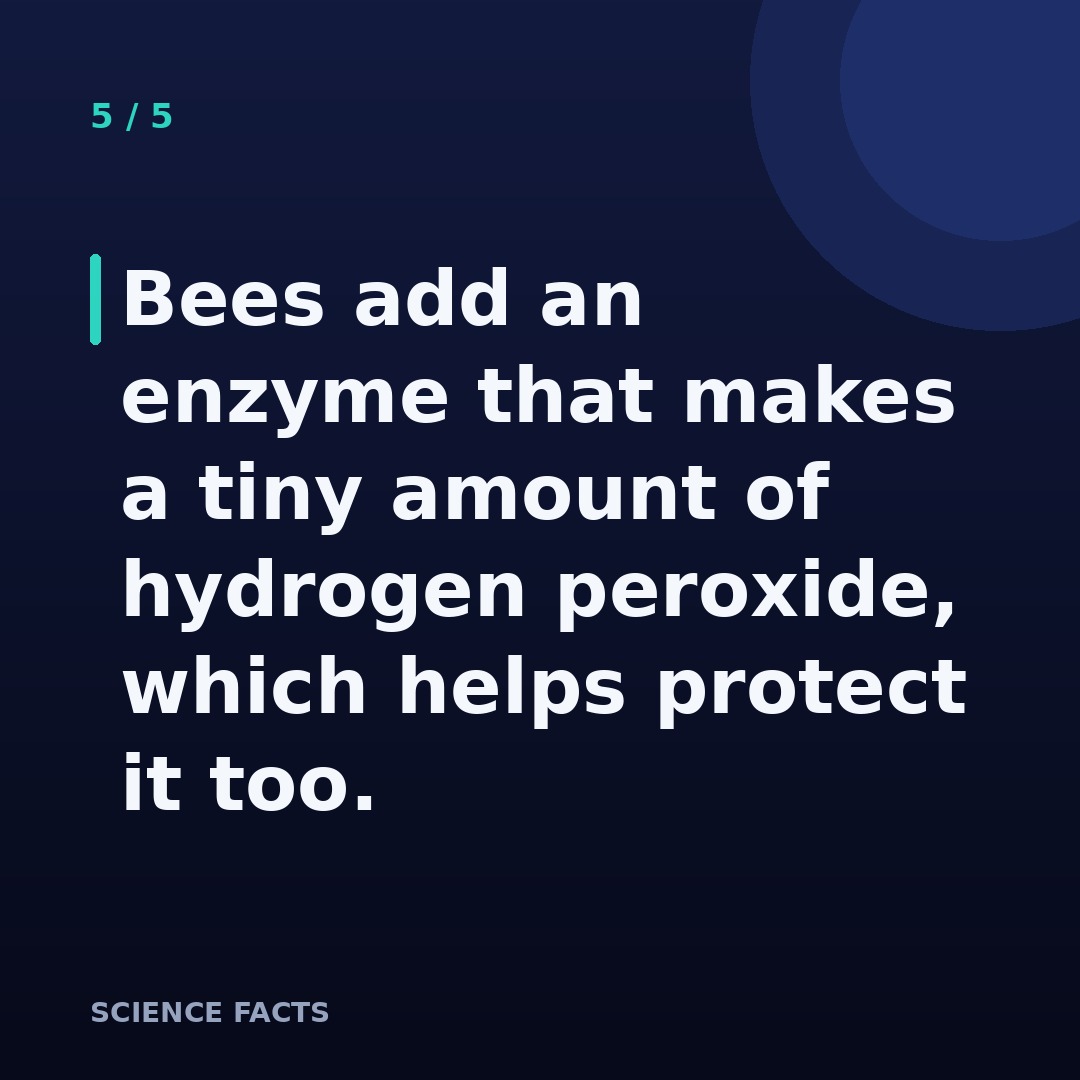 5 / 5
Bees add an
enzyme that makes
a tiny amount of
hydrogen peroxide,
which helps protect
it too.
SCIENCE FACTS